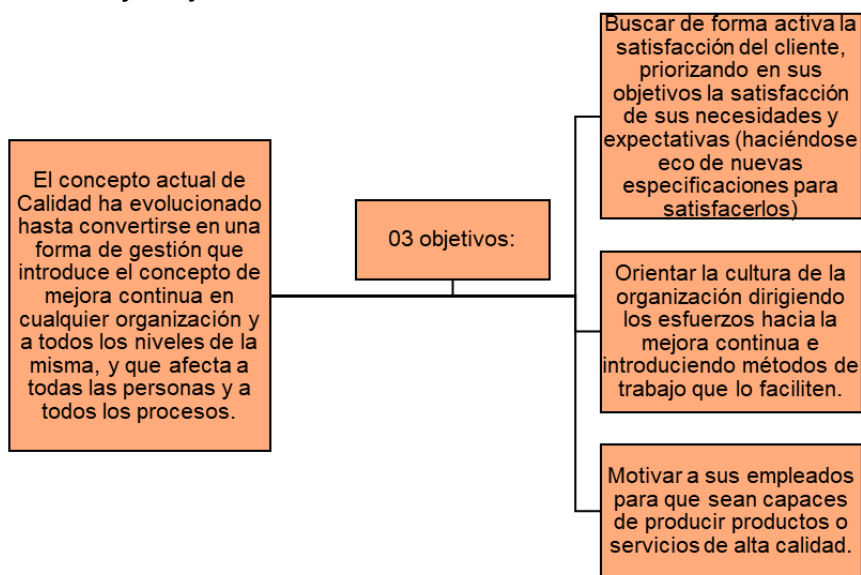 El concepto actual de
Calidad ha evolucionado
hasta convertirse en una
forma de gestión que
introduce el concepto de
mejora continua en
cualquier organización y
a todos los niveles de la
misma, y que afecta a
todas las personas y a
todos los procesos.
03 objetivos:
Buscar de forma activa la
satisfacción del cliente,
priorizando en sus
objetivos la satisfacción
de sus necesidades y
expectativas (haciéndose
eco de nuevas
especificaciones para
satisfacerlos)
Orientar la cultura de la
organización dirigiendo
los esfuerzos hacia la
mejora continua e
introduciendo métodos de
trabajo que lo faciliten.
Motivar a sus empleados
para que sean capaces
de producir productos o
servicios de alta calidad.